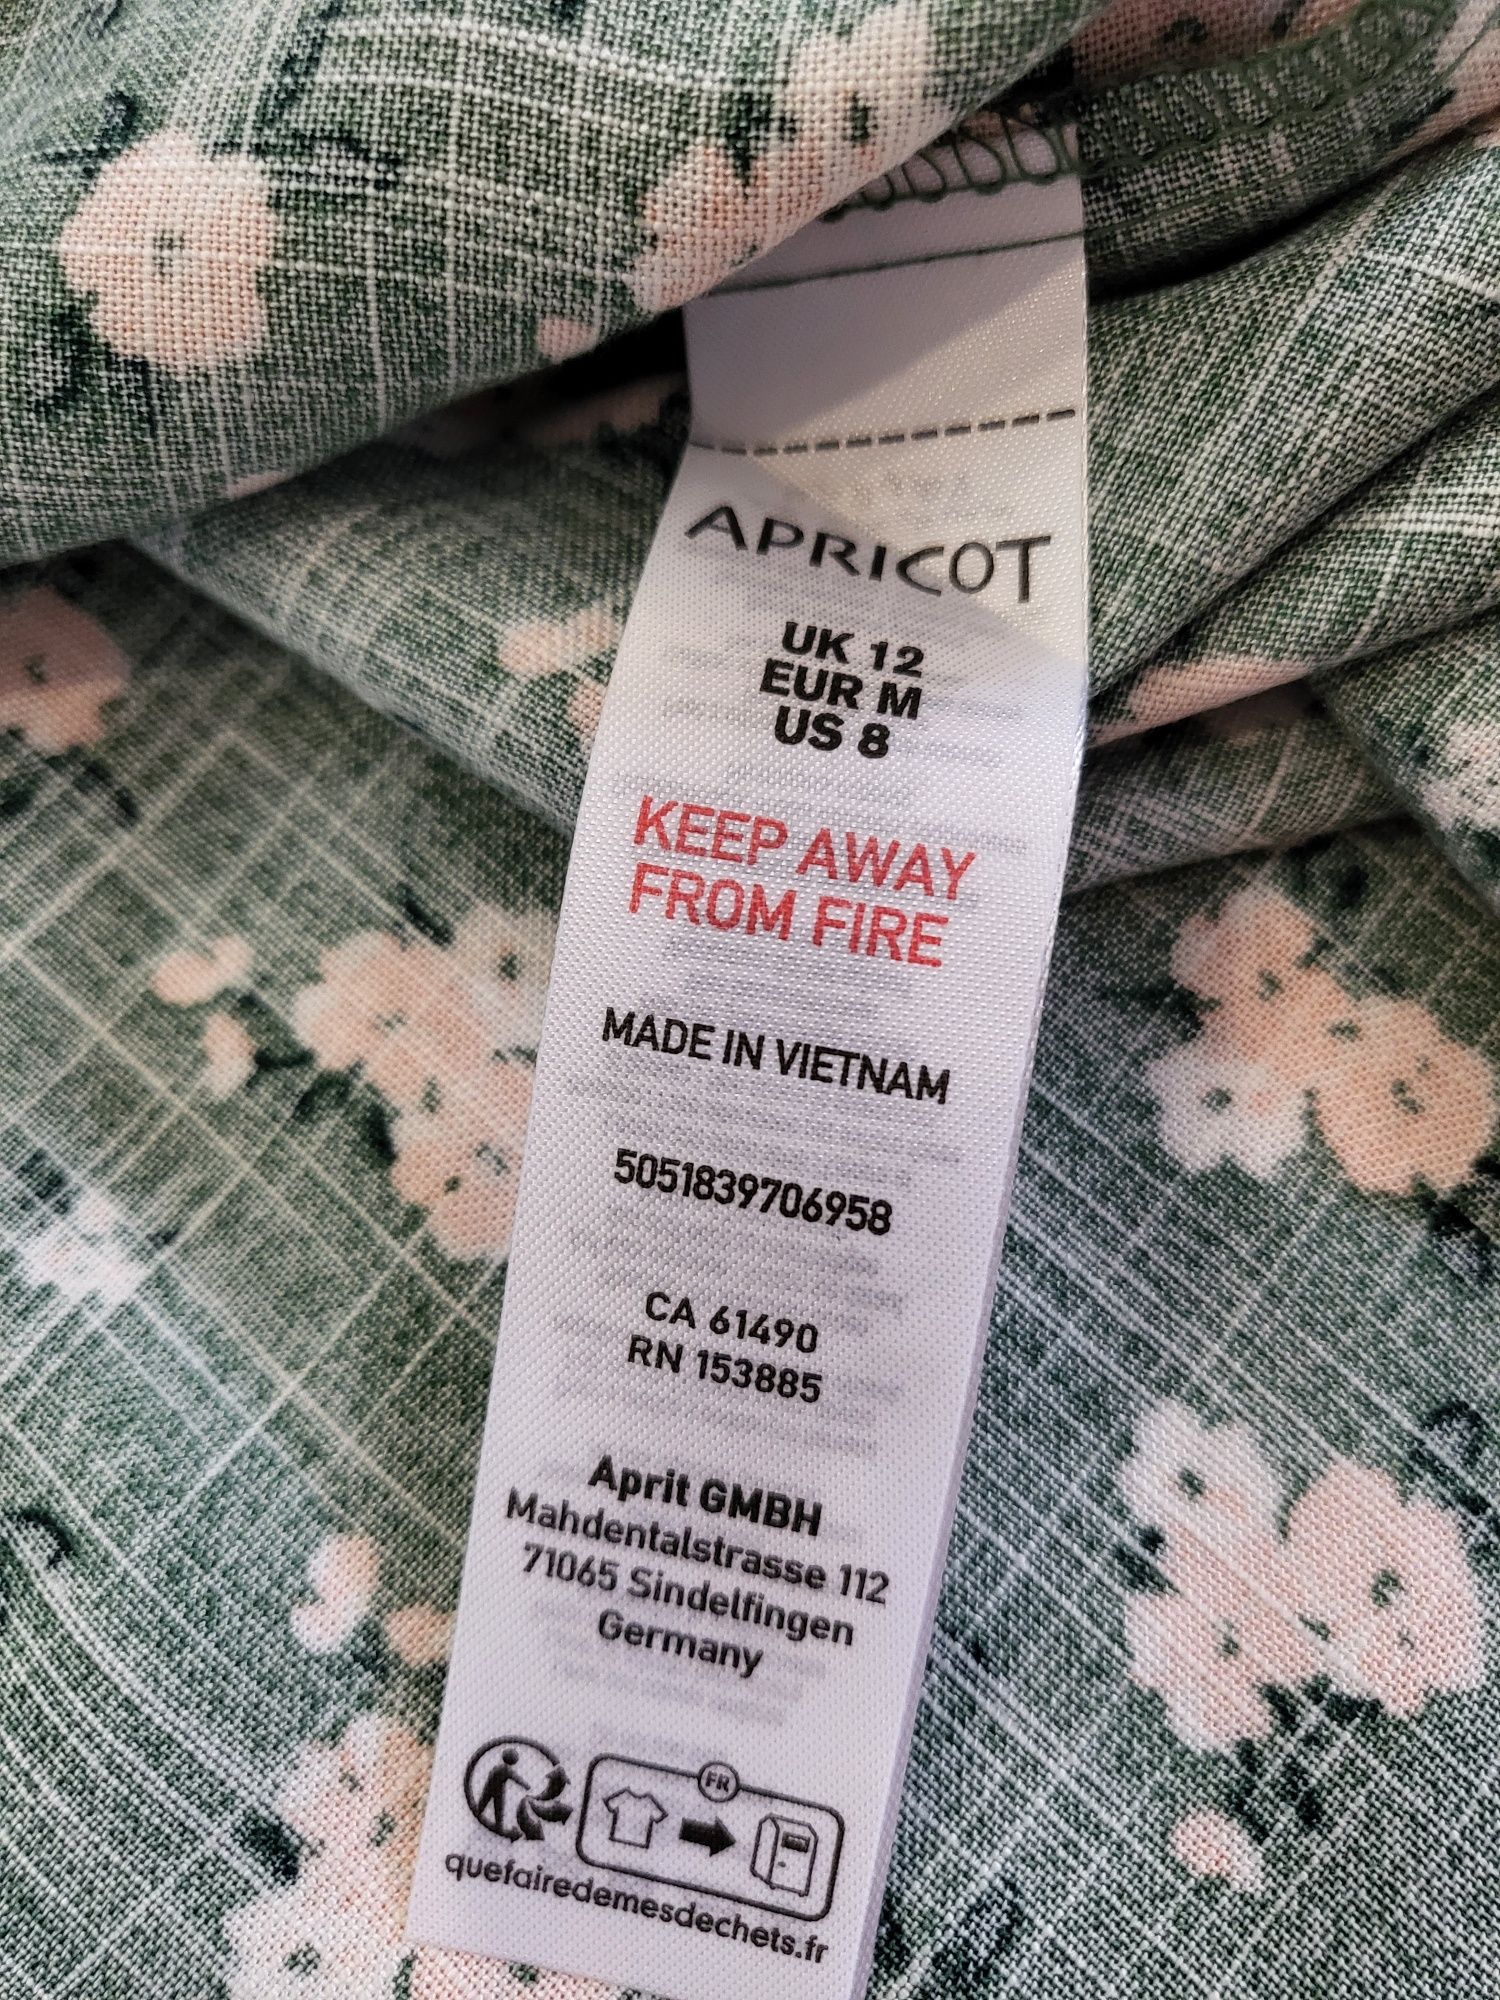 APRICOT
UK 12
EUR M
US 8
KEEP AWAY
FROM FIRE
MADE IN VIETNAM
5051839706958
CA 61490
RN 153885
Aprit GMBH
Mahdentalstrasse 112
71065 Sindelfingen
Germany
FR
quefairedemesdechets.fr